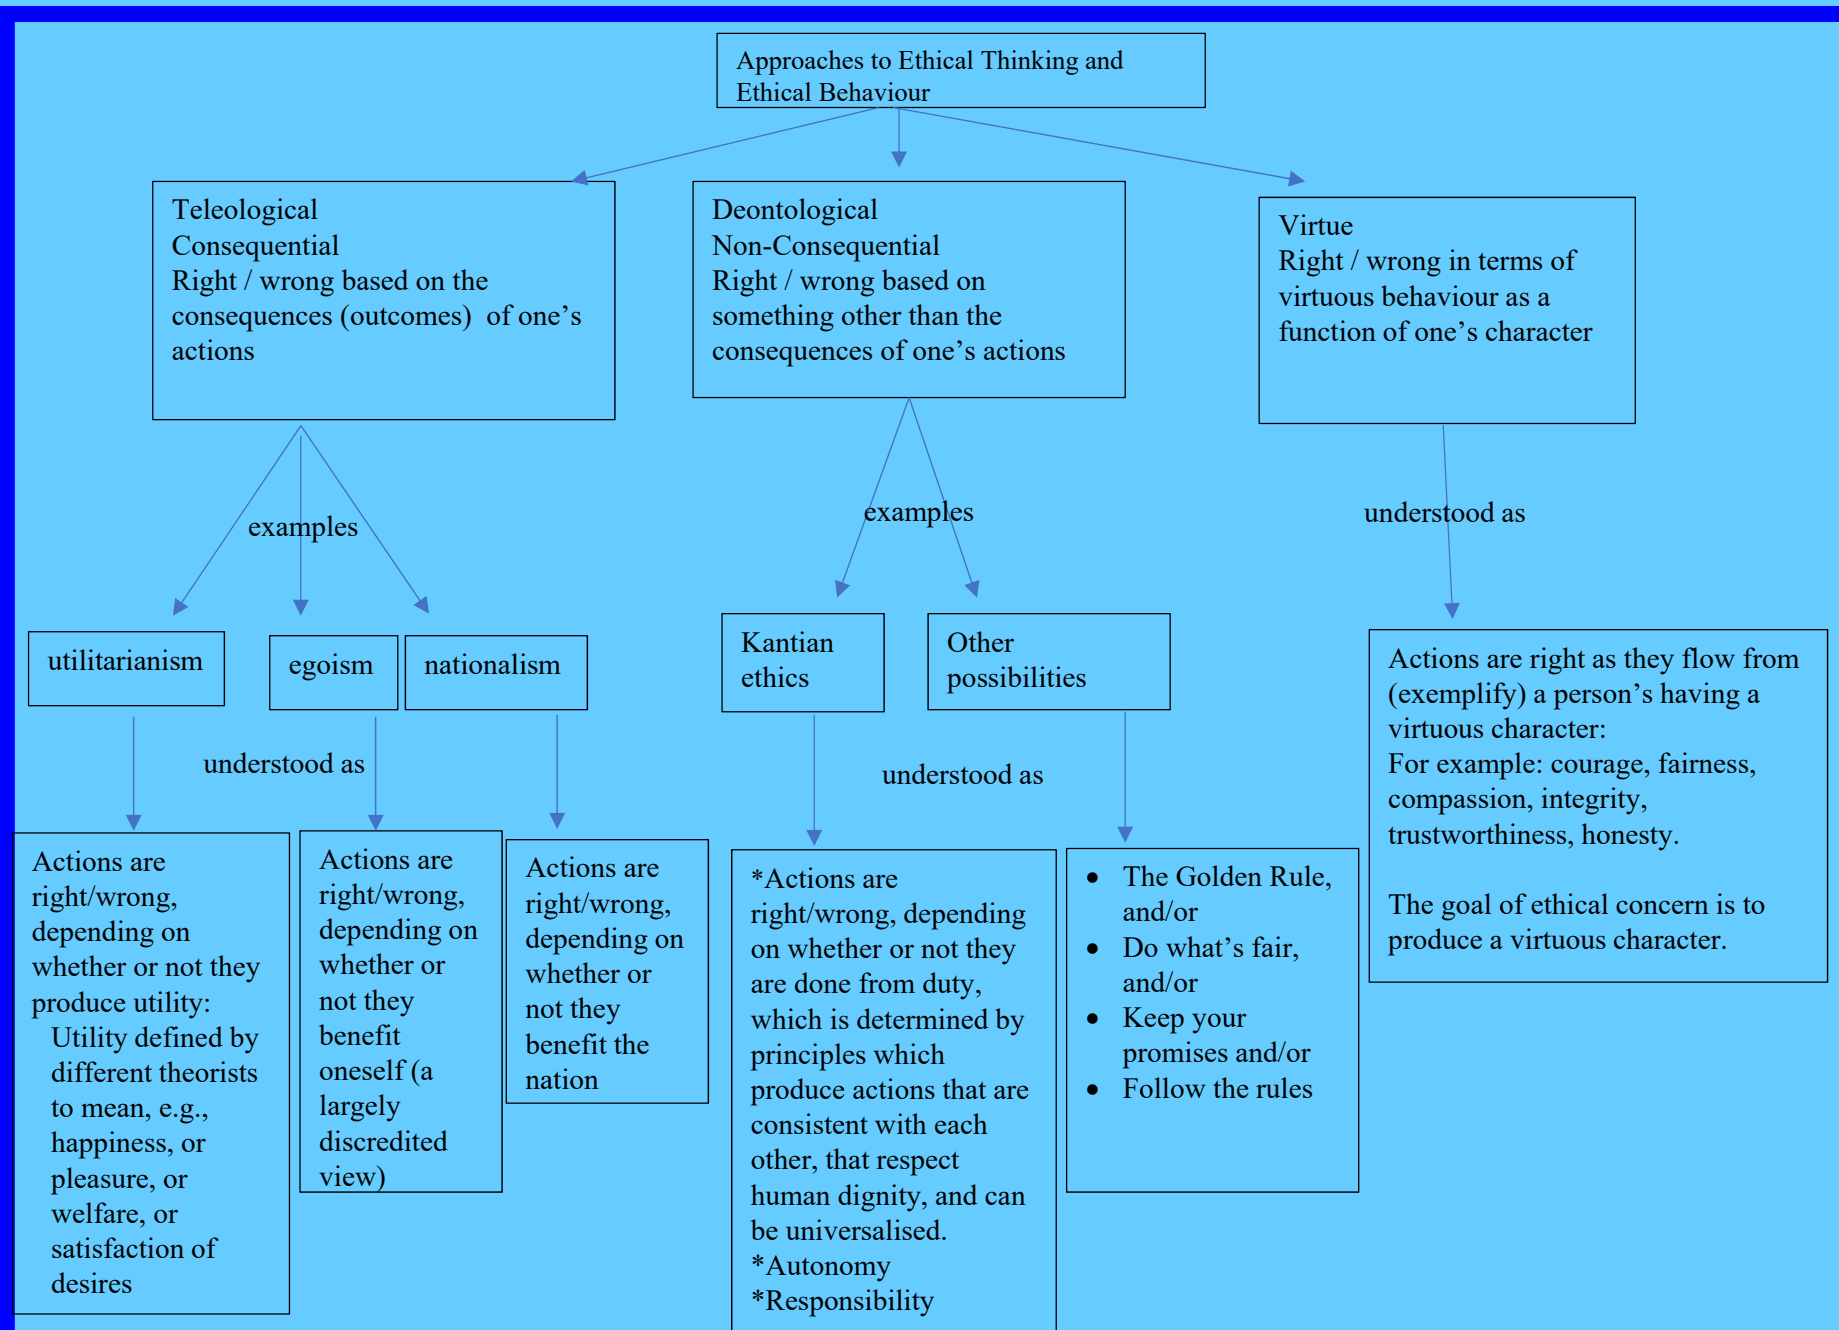 Approaches to Ethical Thinking and
Ethical Behaviour
Teleological
Consequential
Right / wrong based on the
consequences (outcomes)  of one’s
actions
Deontological
Non-Consequential
Right / wrong based on
something other than the
consequences of one’s actions
Virtue
Right / wrong in terms of
virtuous behaviour as a
function of one’s character
examples
examples
understood as
utilitarianism
egoism
nationalism
Kantian
ethics
Other
possibilities
understood as
understood as
Actions are
right/wrong,
depending on
whether or not they
produce utility:
Utility defined by
different theorists
to mean, e.g.,
happiness, or
pleasure, or
welfare, or
satisfaction of
desires
Actions are
right/wrong,
depending on
whether or
not they
benefit
oneself (a
largely
discredited
view)
Actions are
right/wrong,
depending on
whether or
not they
benefit the
nation
*Actions are
right/wrong, depending
on whether or not they
are done from duty,
which is determined by
principles which
produce actions that are
consistent with each
other, that respect
human dignity, and can
be universalised.
*Autonomy
*Responsibility
• The Golden Rule,
and/or
• Do what’s fair,
and/or
• Keep your
promises and/or
• Follow the rules
Actions are right as they flow from
(exemplify) a person’s having a
virtuous character:
For example: courage, fairness,
compassion, integrity,
trustworthiness, honesty.
The goal of ethical concern is to
produce a virtuous character.